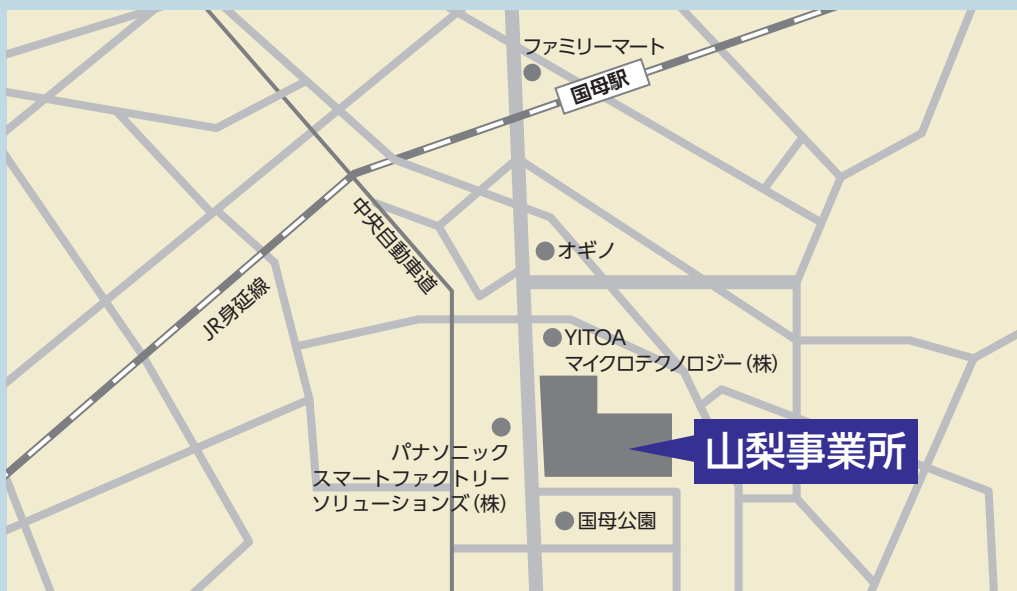 ファミリーマート
国母駅
中央自動車道
オギノ
JR身延線
YITOA
マイクロテクノロジー(株)
パナソニック
スマートファクトリー
ソリューションズ(株)
山梨事業所
国母公園